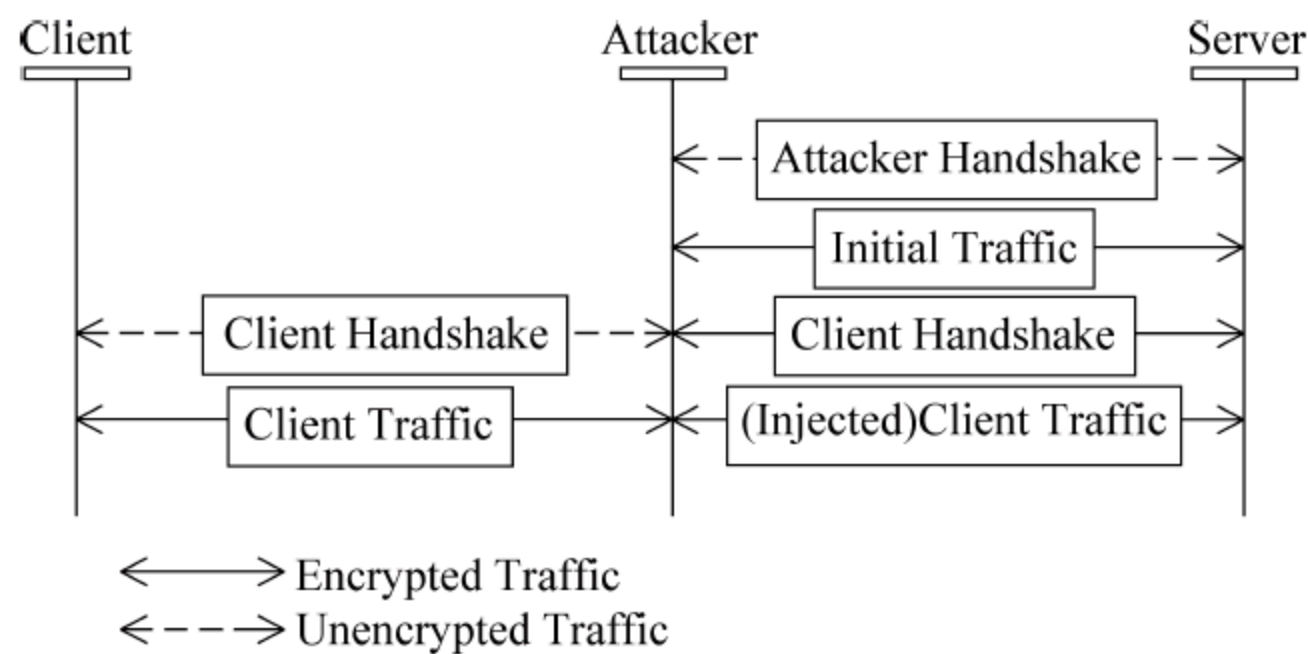 Client Attacker Server
Attacker Handshake
Initial Traffic
Client Handshake Client Handshake
Client Traffic (Injected)Client Traffic
Encrypted Traffic
Unencrypted Traffic